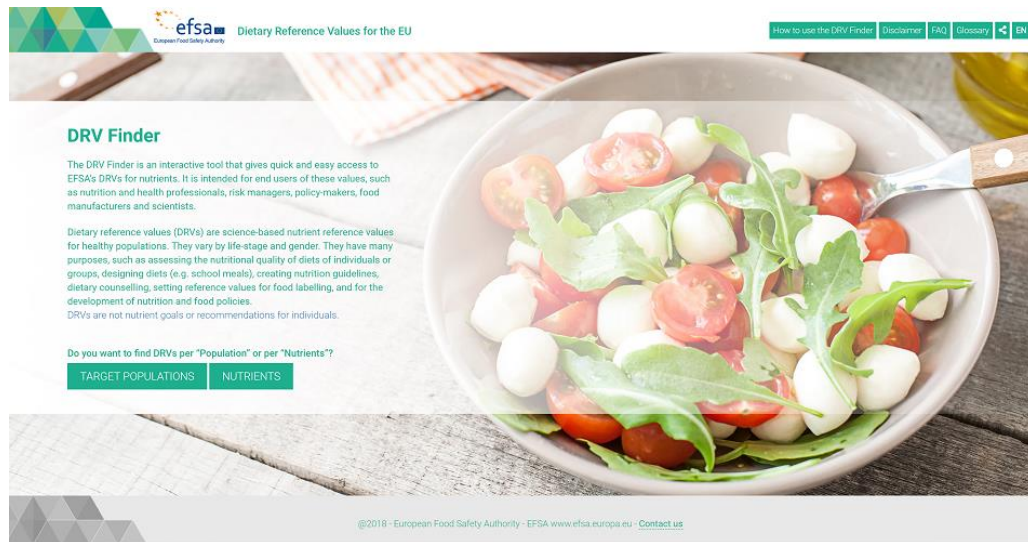 efsa
European Food Safety Authority
Dietary Reference Values for the EU
How to use the DRV Finder
Disclaimer
FAQ
Glossary
EN
DRV Finder
The DRV Finder is an interactive tool that gives quick and easy access to
EFSA's DRVs for nutrients. It is intended for end users of these values, such
as nutrition and health professionals, risk managers, policy-makers, food
manufacturers and scientists.
Dietary reference values (DRVs) are science-based nutrient reference values
for healthy populations. They vary by life-stage and gender. They have many
purposes, such as assessing the nutritional quality of diets of individuals or
groups, designing diets (e.g. school meals), creating nutrition guidelines,
dietary counselling, setting reference values for food labelling, and for the
development of nutrition and food policies.
DRVs are not nutrient goals or recommendations for individuals.
Do you want to find DRVs per "Population" or per "Nutrients"?
TARGET POPULATIONS
NUTRIENTS
@2018 - European Food Safety Authority - EFSA www.efsa.europa.eu - Contact us